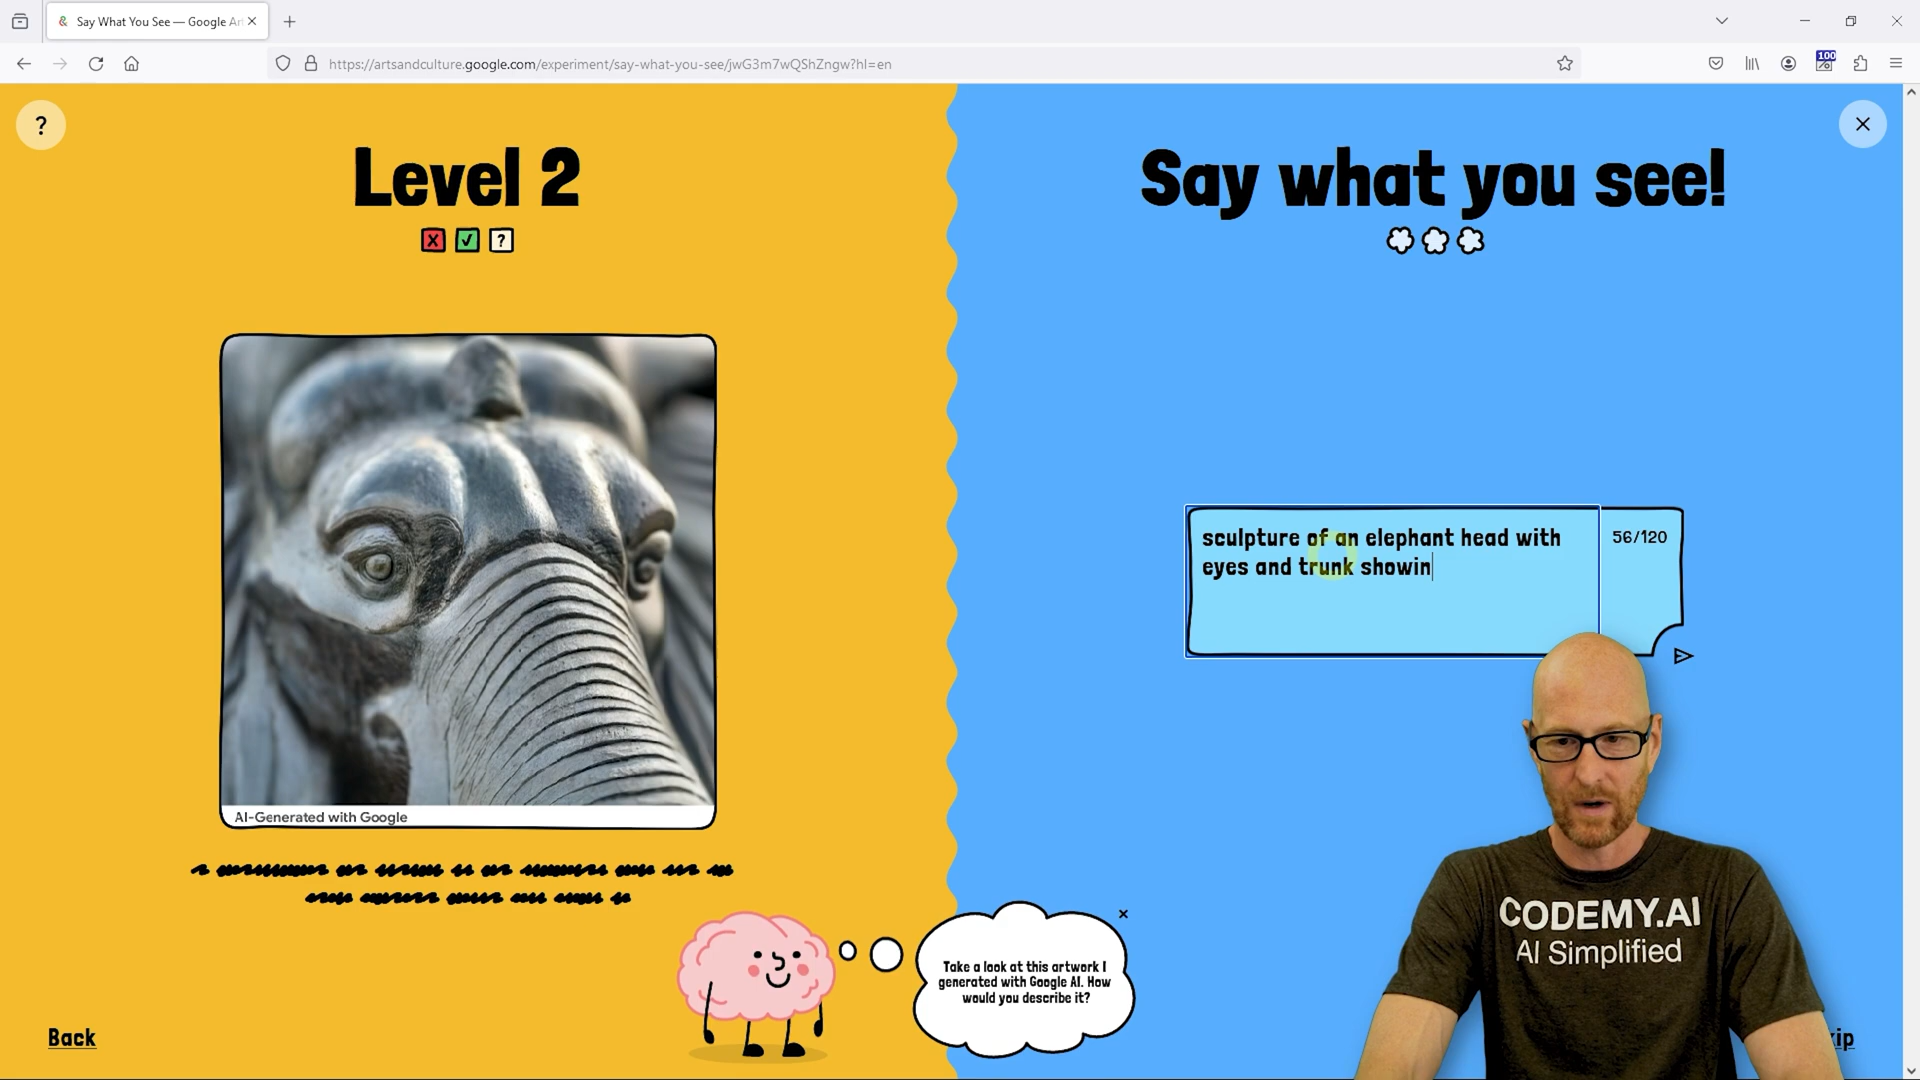 Say What You See — Google Ar
https://artsandculture.google.com/experiment/say-what-you-see/jwG3m7wQShZngw?hl=en
100
?
Level 2
?
Say what you see!
sculpture of an elephant head with
eyes and trunk showin
56/120
AI-Generated with Google
Take a look at this artwork I
generated with Google AI. How
would you describe it?
CODEMY.AI
AI Simplified
Back
ip